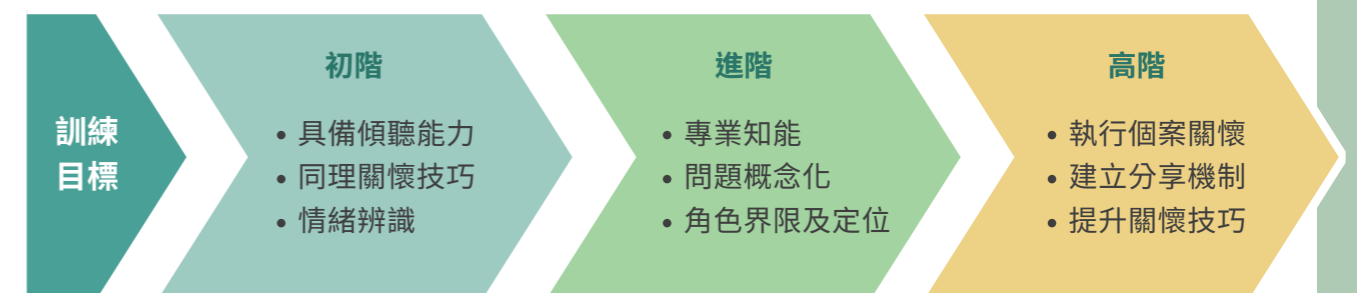 訓練
目標
初階
• 具備傾聽能力
• 同理關懷技巧
• 情緒辨識
進階
• 專業知能
• 問題概念化
• 角色界限及定位
高階
• 執行個案關懷
• 建立分享機制
• 提升關懷技巧